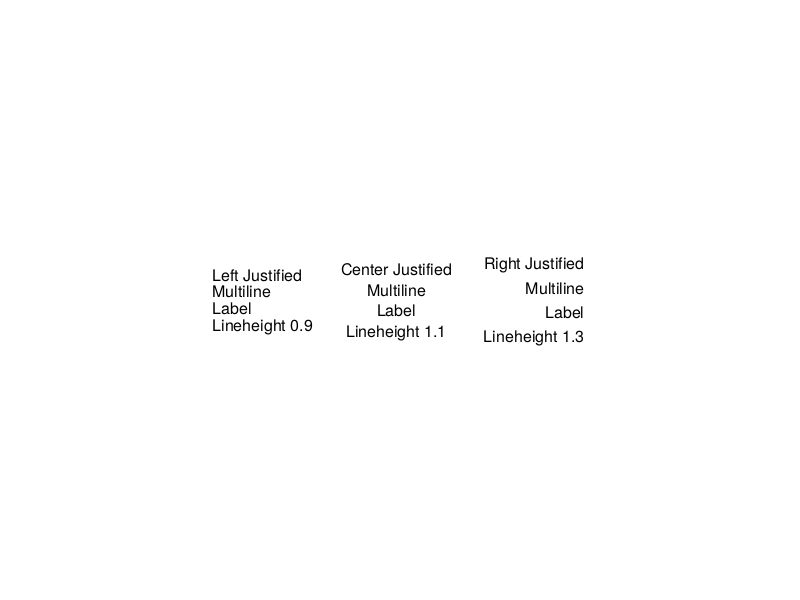 Left Justified
Multiline
Label
Lineheight 0.9
Center Justified
Multiline
Label
Lineheight 1.1
Right Justified
Multiline
Label
Lineheight 1.3